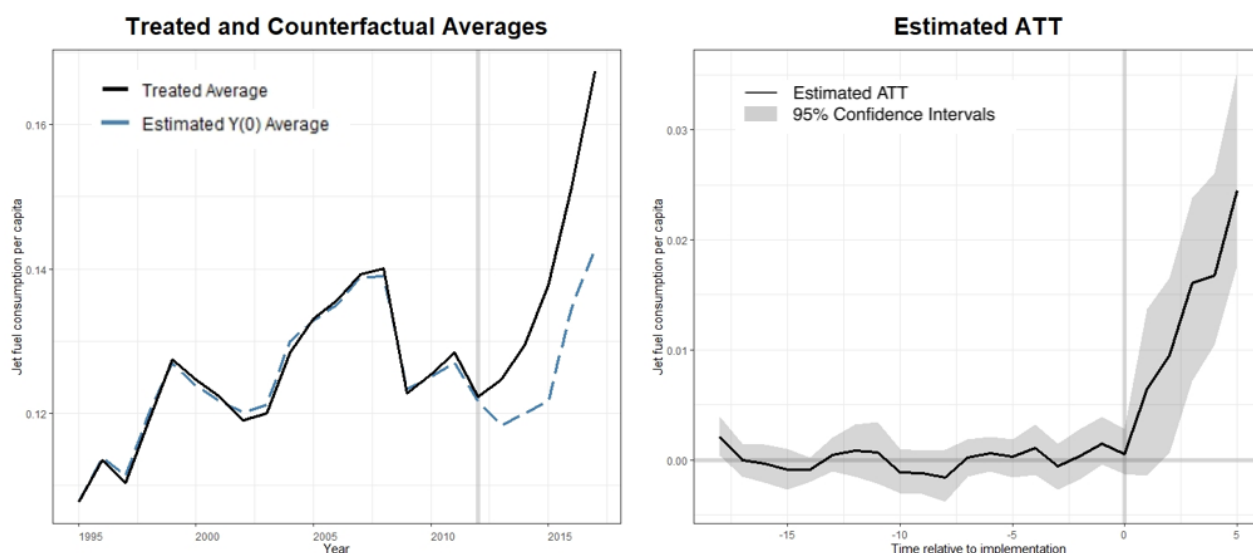 Treated and Counterfactual Averages
Treated Average
Estimated Y(0) Average
Jet fuel consumption per capita
0.16
0.14
0.12
1995
2000
2005
2010
2015
Year
Estimated ATT
Estimated ATT
95% Confidence Intervals
Jet fuel consumption per capita
0.03
0.02
0.01
0.00
-15
-10
-5
0
5
Time relative to implementation